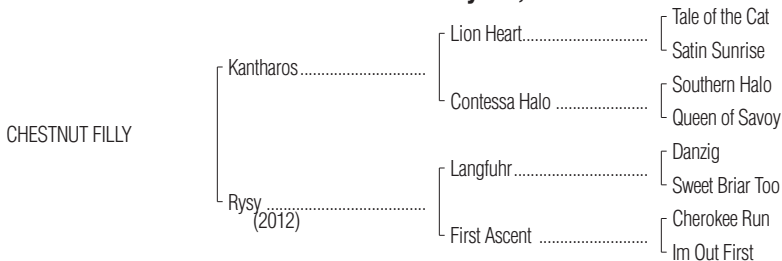 Tale of the Cat
Lion Heart
Satin Sunrise
Kantharos
Southern Halo
Contessa Halo
Queen of Savoy
CHESTNUT FILLY
Danzig
Langfuhr
Sweet Briar Too
Rysy
(2012)
Cherokee Run
First Ascent
Im Out First